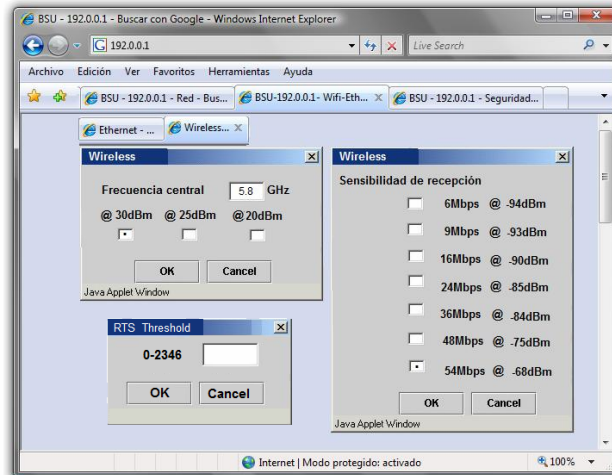 BSU - 192.0.0.1 - Buscar con Google - Windows Internet Explorer
192.0.0.1
Live Search
Archivo Edición Ver Favoritos Herramientas Ayuda
BSU - 192.0.0.1 - Red - Bus...
BSU-192.0.0.1- Wifi-Eth... X
BSU - 192.0.0.1 - Seguridad...
Ethernet - ...
Wireless... X
Wireless
Frecuencia central 5.8 GHz
@ 30dBm @ 25dBm @20dBm
OK Cancel
Java Applet Window
RTS Threshold
0-2346
OK Cancel
Wireless
Sensibilidad de recepción
6Mbps @ -94dBm
9Mbps @ -93dBm
16Mbps @ -90dBm
24Mbps @ -85dBm
36Mbps @ -84dBm
48Mbps @ -75dBm
54Mbps @ -68dBm
OK Cancel
Java Applet Window
Internet | Modo protegido: activado
100%